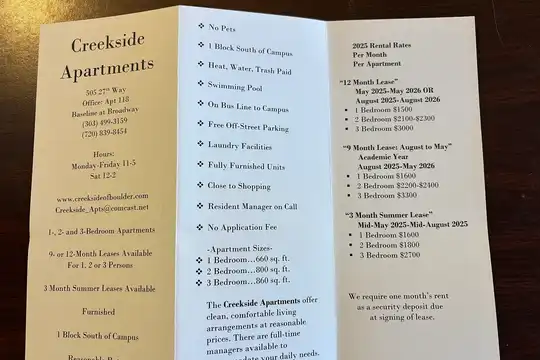 Creekside
Apartments
505 27th Way
Office: Apt 118
Baseline at Broadway
(303) 499-3159
(720) 839-8454
Hours:
Monday-Friday 11-5
Sat 12-2
www.creeksideofboulder.com
Creekside_Apts@comcast.net
1-, 2- and 3-Bedroom Apartments
9- or 12-Month Leases Available
For 1, 2 or 3 Persons
3 Month Summer Leases Available
Furnished
1 Block South of Campus
Reasonable
❖ No Pets
❖ 1 Block South of Campus
❖ Heat, Water, Trash Paid
❖ Swimming Pool
❖ On Bus Line to Campus
❖ Free Off-Street Parking
❖ Laundry Facilities
❖ Fully Furnished Units
❖ Close to Shopping
❖ Resident Manager on Call
❖ No Application Fee
-Apartment Sizes-
❖ 1 Bedroom…660 sq. ft.
❖ 2 Bedroom…800 sq. ft.
❖ 3 Bedroom…860 sq. ft.
The Creekside Apartments offer
clean, comfortable living
arrangements at reasonable
prices. There are full-time
managers available to
your daily needs.
2025 Rental Rates
Per Month
Per Apartment
“12 Month Lease”
May 2025-May 2026 OR
August 2025-August 2026
▪ 1 Bedroom $1500
▪ 2 Bedroom $2100-$2300
▪ 3 Bedroom $3000
“9 Month Lease: August to May”
Academic Year
August 2025-May 2026
▪ 1 Bedroom $1600
▪ 2 Bedroom $2200-$2400
▪ 3 Bedroom $3300
“3 Month Summer Lease”
Mid-May 2025-Mid-August 2025
▪ 1 Bedroom $1600
▪ 2 Bedroom $1800
▪ 3 Bedroom $2700
We require one month’s rent
as a security deposit due
at signing of lease.